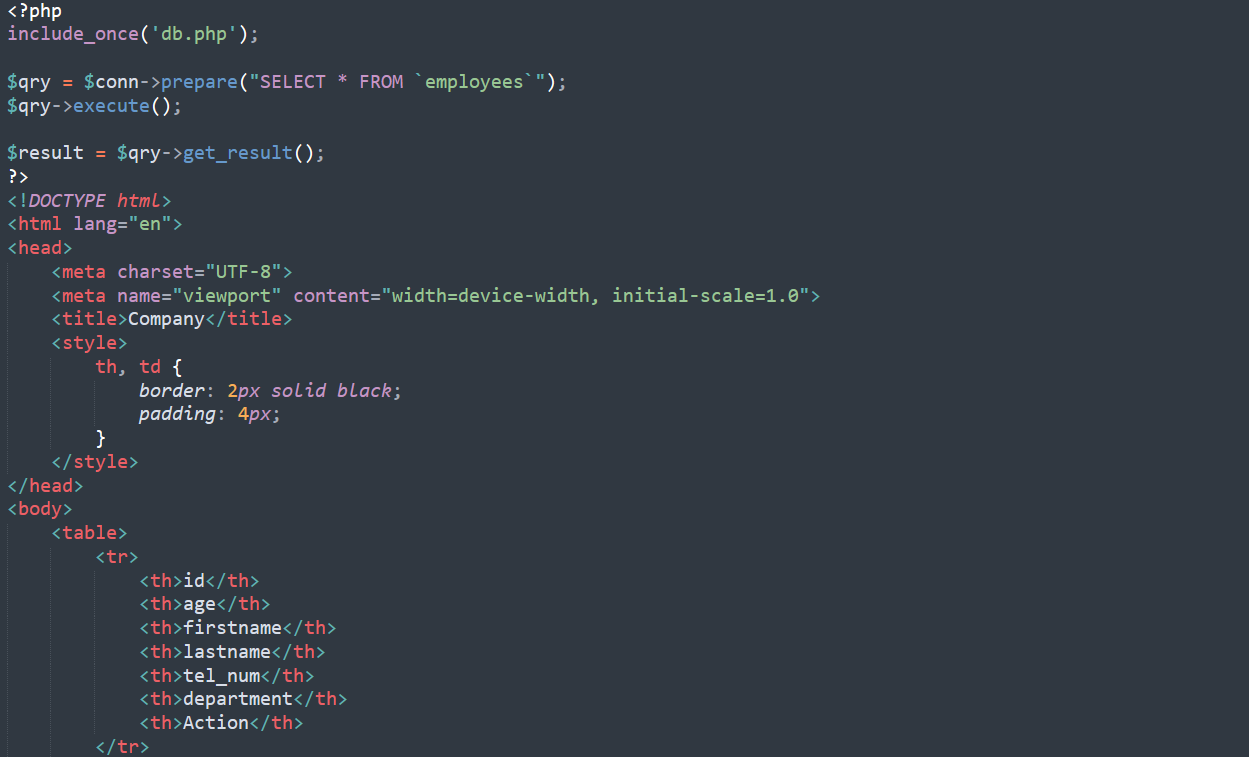 <?php
include_once('db.php');

$qry = $conn->prepare("SELECT * FROM `employees`");
$qry->execute();

$result = $qry->get_result();
?>
<!DOCTYPE html>
<html lang="en">
<head>
    <meta charset="UTF-8">
    <meta name="viewport" content="width=device-width, initial-scale=1.0">
    <title>Company</title>
    <style>
        th, td {
            border: 2px solid black;
            padding: 4px;
        }
    </style>
</head>
<body>
    <table>
        <tr>
            <th>id</th>
            <th>age</th>
            <th>firstname</th>
            <th>lastname</th>
            <th>tel_num</th>
            <th>department</th>
            <th>Action</th>
        </tr>